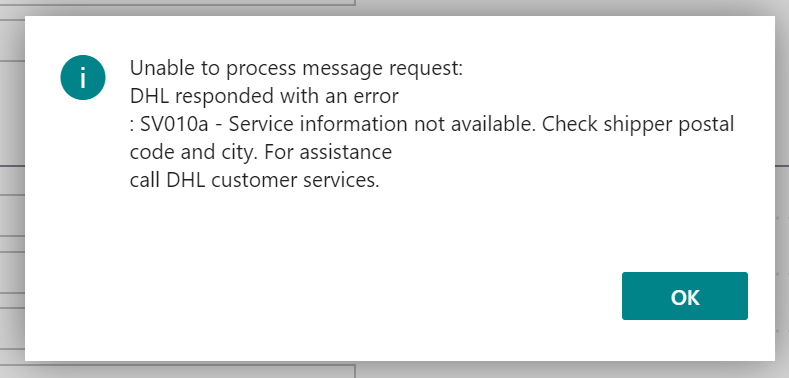 Unable to process message request:
DHL responded with an error
: SV010a - Service information not available. Check shipper postal
code and city. For assistance
call DHL customer services.
OK